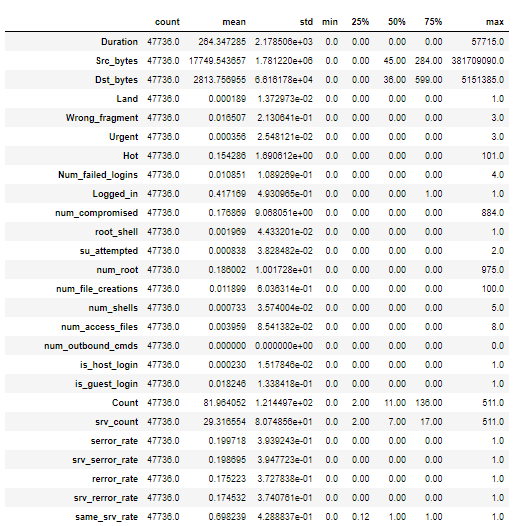 count mean std min 25% 50% 75% max
Duration 47736.0 264.347285 2.178506e+03 0.0 0.00 0.00 0.00 57715.0
Src_bytes 47736.0 17749.543657 1.781220e+06 0.0 0.00 45.00 284.00 381709090.0
Dst_bytes 47736.0 2813.756955 6.616178e+04 0.0 0.00 36.00 599.00 5151385.0
Land 47736.0 0.000189 1.372973e-02 0.0 0.00 0.00 0.00 1.0
Wrong_fragment 47736.0 0.016507 2.130641e-01 0.0 0.00 0.00 0.00 3.0
Urgent 47736.0 0.000356 2.548121e-02 0.0 0.00 0.00 0.00 3.0
Hot 47736.0 0.154286 1.690612e+00 0.0 0.00 0.00 0.00 101.0
Num_failed_logins 47736.0 0.010851 1.089269e-01 0.0 0.00 0.00 0.00 4.0
Logged_in 47736.0 0.417169 4.930965e-01 0.0 0.00 0.00 1.00 1.0
num_compromised 47736.0 0.176869 9.068051e+00 0.0 0.00 0.00 0.00 884.0
root_shell 47736.0 0.001969 4.433201e-02 0.0 0.00 0.00 0.00 1.0
su_attempted 47736.0 0.000838 3.828482e-02 0.0 0.00 0.00 0.00 2.0
num_root 47736.0 0.186002 1.001728e+01 0.0 0.00 0.00 0.00 975.0
num_file_creations 47736.0 0.011899 6.036314e-01 0.0 0.00 0.00 0.00 100.0
num_shells 47736.0 0.000733 3.574004e-02 0.0 0.00 0.00 0.00 5.0
num_access_files 47736.0 0.003959 8.541382e-02 0.0 0.00 0.00 0.00 8.0
num_outbound_cmds 47736.0 0.000000 0.000000e+00 0.0 0.00 0.00 0.00 0.0
is_host_login 47736.0 0.000230 1.517846e-02 0.0 0.00 0.00 0.00 1.0
is_guest_login 47736.0 0.018246 1.338418e-01 0.0 0.00 0.00 0.00 1.0
Count 47736.0 81.964052 1.214497e+02 0.0 2.00 11.00 136.00 511.0
srv_count 47736.0 29.316554 8.074856e+01 0.0 2.00 7.00 17.00 511.0
serror_rate 47736.0 0.199718 3.939243e-01 0.0 0.00 0.00 0.00 1.0
srv_serror_rate 47736.0 0.198695 3.947723e-01 0.0 0.00 0.00 0.00 1.0
rerror_rate 47736.0 0.175223 3.727838e-01 0.0 0.00 0.00 0.00 1.0
srv_rerror_rate 47736.0 0.174532 3.740761e-01 0.0 0.00 0.00 0.00 1.0
same_srv_rate 47736.0 0.698239 4.288837e-01 0.0 0.12 1.00 1.00 1.0